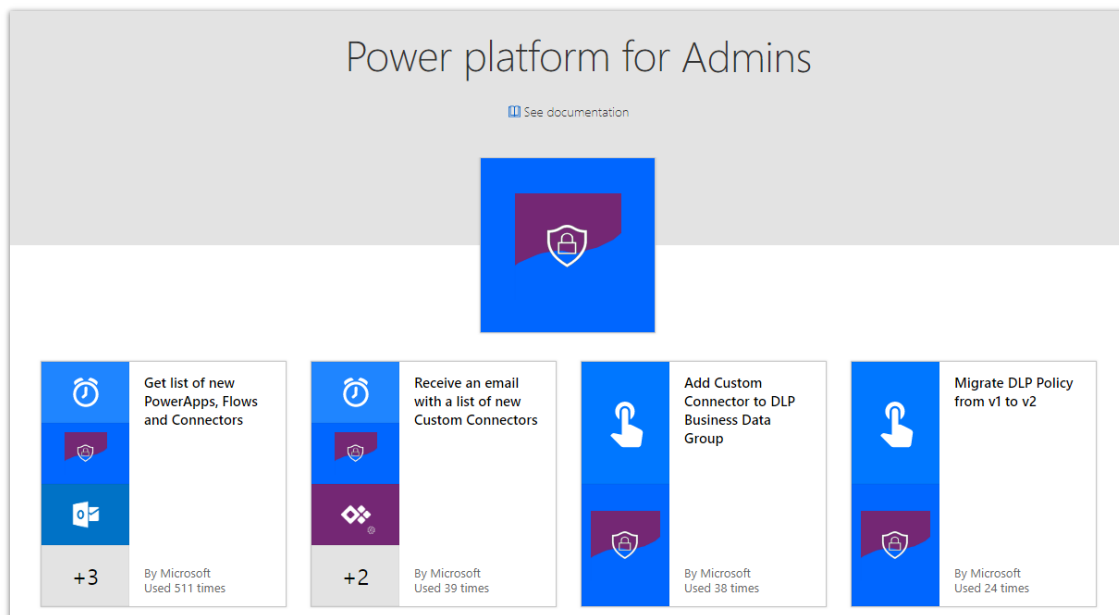 Power platform for Admins
See documentation
Get list of new
PowerApps, Flows
and Connectors
+3
By Microsoft
Used 511 times
Receive an email
with a list of new
Custom Connectors
+2
By Microsoft
Used 39 times
Add Custom
Connector to DLP
Business Data
Group
By Microsoft
Used 38 times
Migrate DLP Policy
from v1 to v2
By Microsoft
Used 24 times